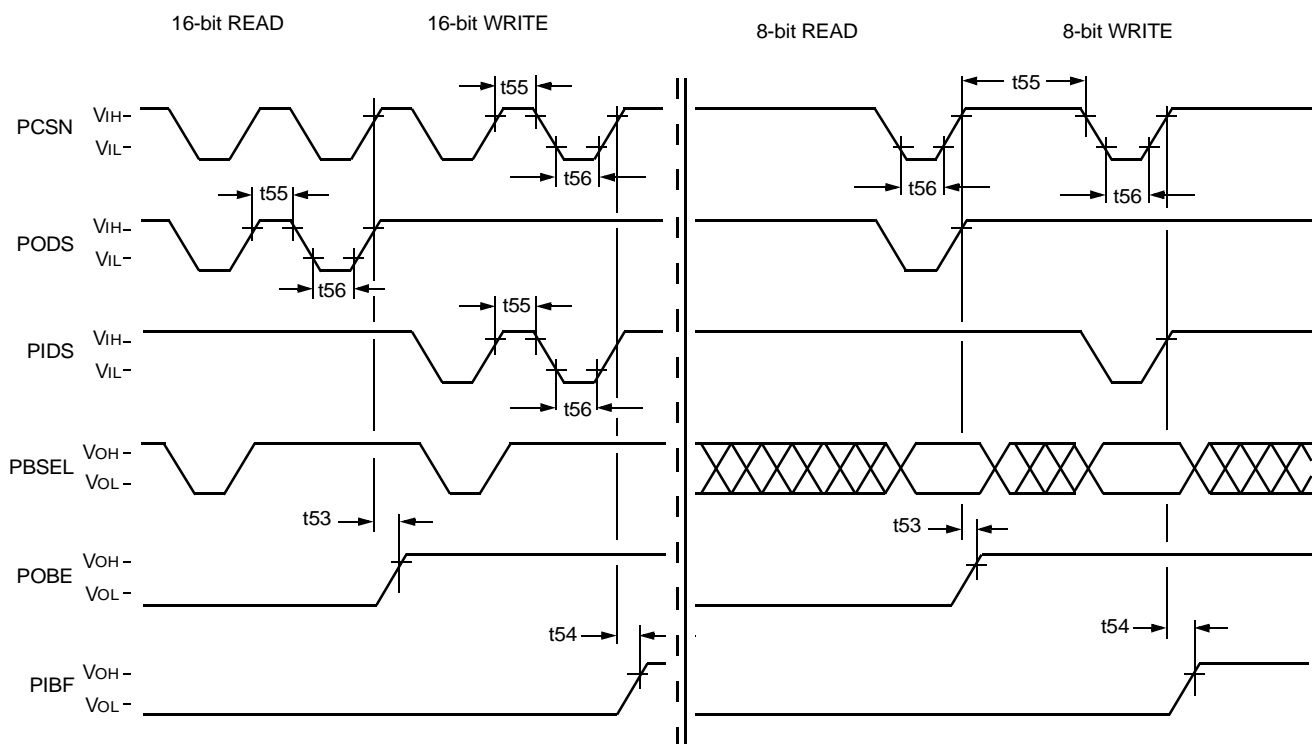 16-bit READ 16-bit WRITE 8-bit READ 8-bit WRITE
t55 t55
PCSN VIH–
VIL–
t56 t56 t56
t55
PODS VIH–
VIL–
t56 t55
PIDS VIH–
VIL–
t56
PBSEL VOH–
VOL–
t53 t53
POBE VOH–
VOL–
t54 t54
PIBF VOH–
VOL–